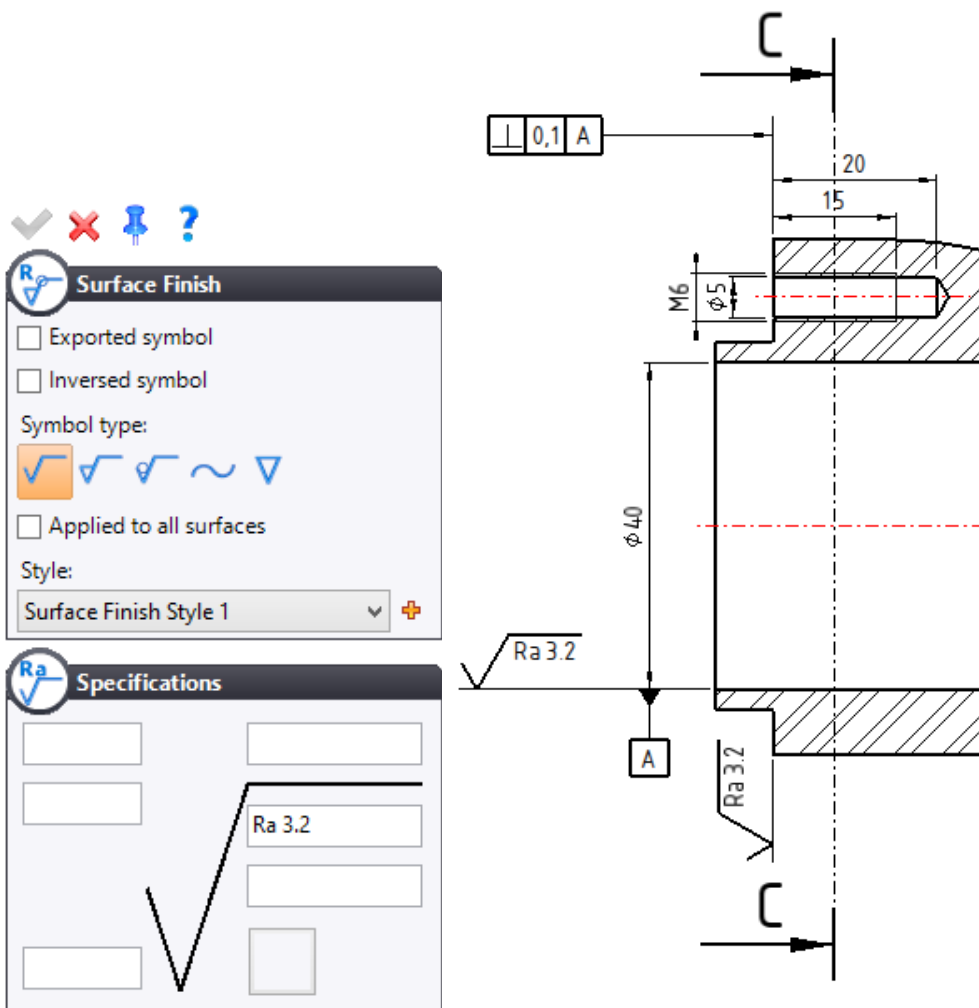 ?
R
Surface Finish
Exported symbol
Inversed symbol
Symbol type:
Applied to all surfaces
Style:
Surface Finish Style 1
Ra
Specifications
Ra 3.2
C
⊥ 0,1 A
20
15
M6
ϕ5
ϕ40
Ra 3.2
A
Ra 3.2
C